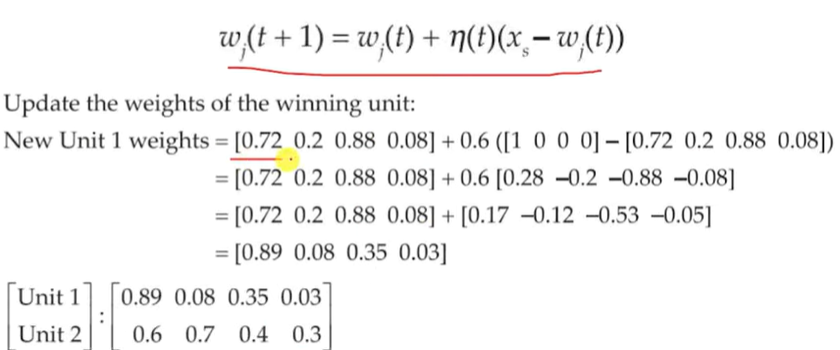 wⱼ(t + 1) = wⱼ(t) + η(t)(xₛ – wⱼ(t))
Update the weights of the winning unit:
New Unit 1 weights = [0.72 0.2 0.88 0.08] + 0.6 ([1 0 0 0] – [0.72 0.2 0.88 0.08])
= [0.72 0.2 0.88 0.08] + 0.6 [0.28 –0.2 –0.88 –0.08]
= [0.72 0.2 0.88 0.08] + [0.17 –0.12 –0.53 –0.05]
= [0.89 0.08 0.35 0.03]
[Unit 1] : [0.89 0.08 0.35 0.03]
[Unit 2] [0.6 0.7 0.4 0.3]